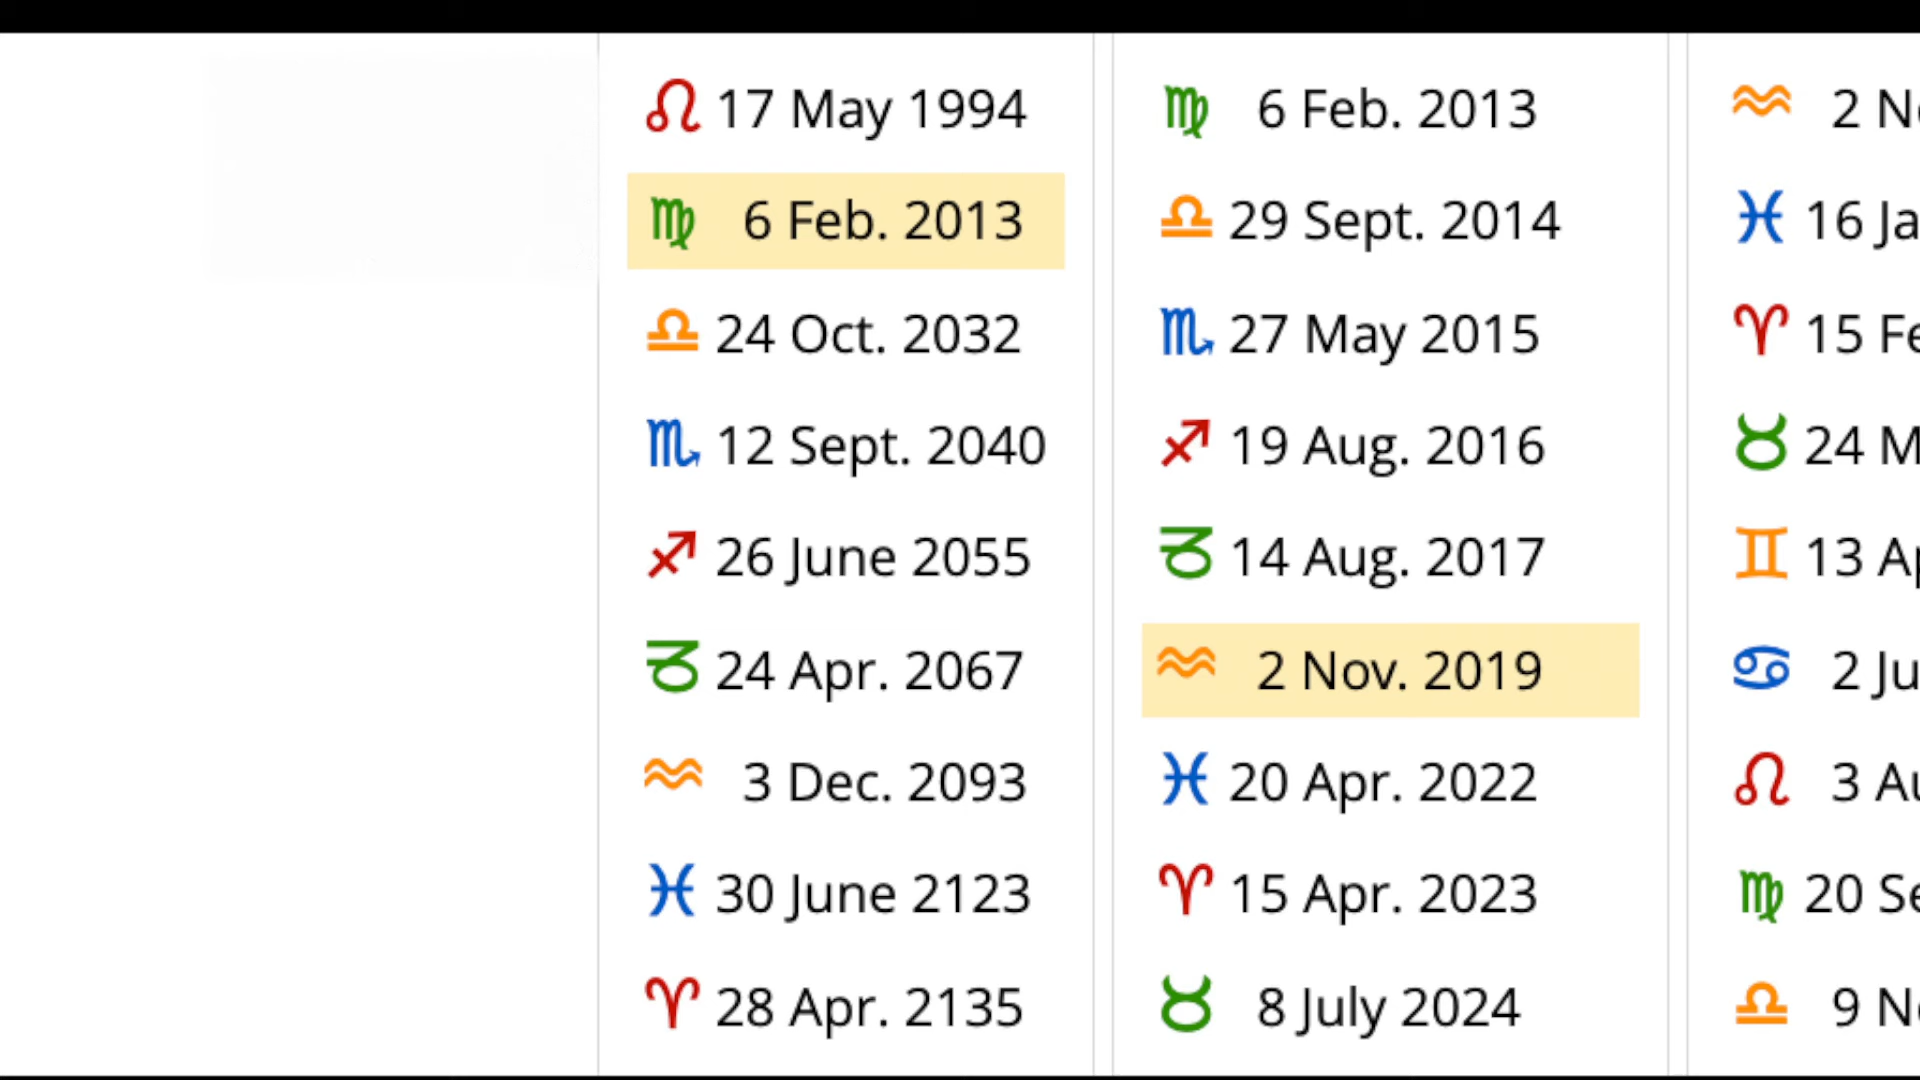 ♌ 17 May 1994
♍ 6 Feb. 2013
♎ 24 Oct. 2032
♏ 12 Sept. 2040
♐ 26 June 2055
♑ 24 Apr. 2067
♒ 3 Dec. 2093
♓ 30 June 2123
♈ 28 Apr. 2135
♍ 6 Feb. 2013
♎ 29 Sept. 2014
♏ 27 May 2015
♐ 19 Aug. 2016
♑ 14 Aug. 2017
♒ 2 Nov. 2019
♓ 20 Apr. 2022
♈ 15 Apr. 2023
♉ 8 July 2024
♒ 2
♓ 16
♈ 15
♉ 24
♊ 13
♋ 2
♌ 3
♍ 20
♎ 9